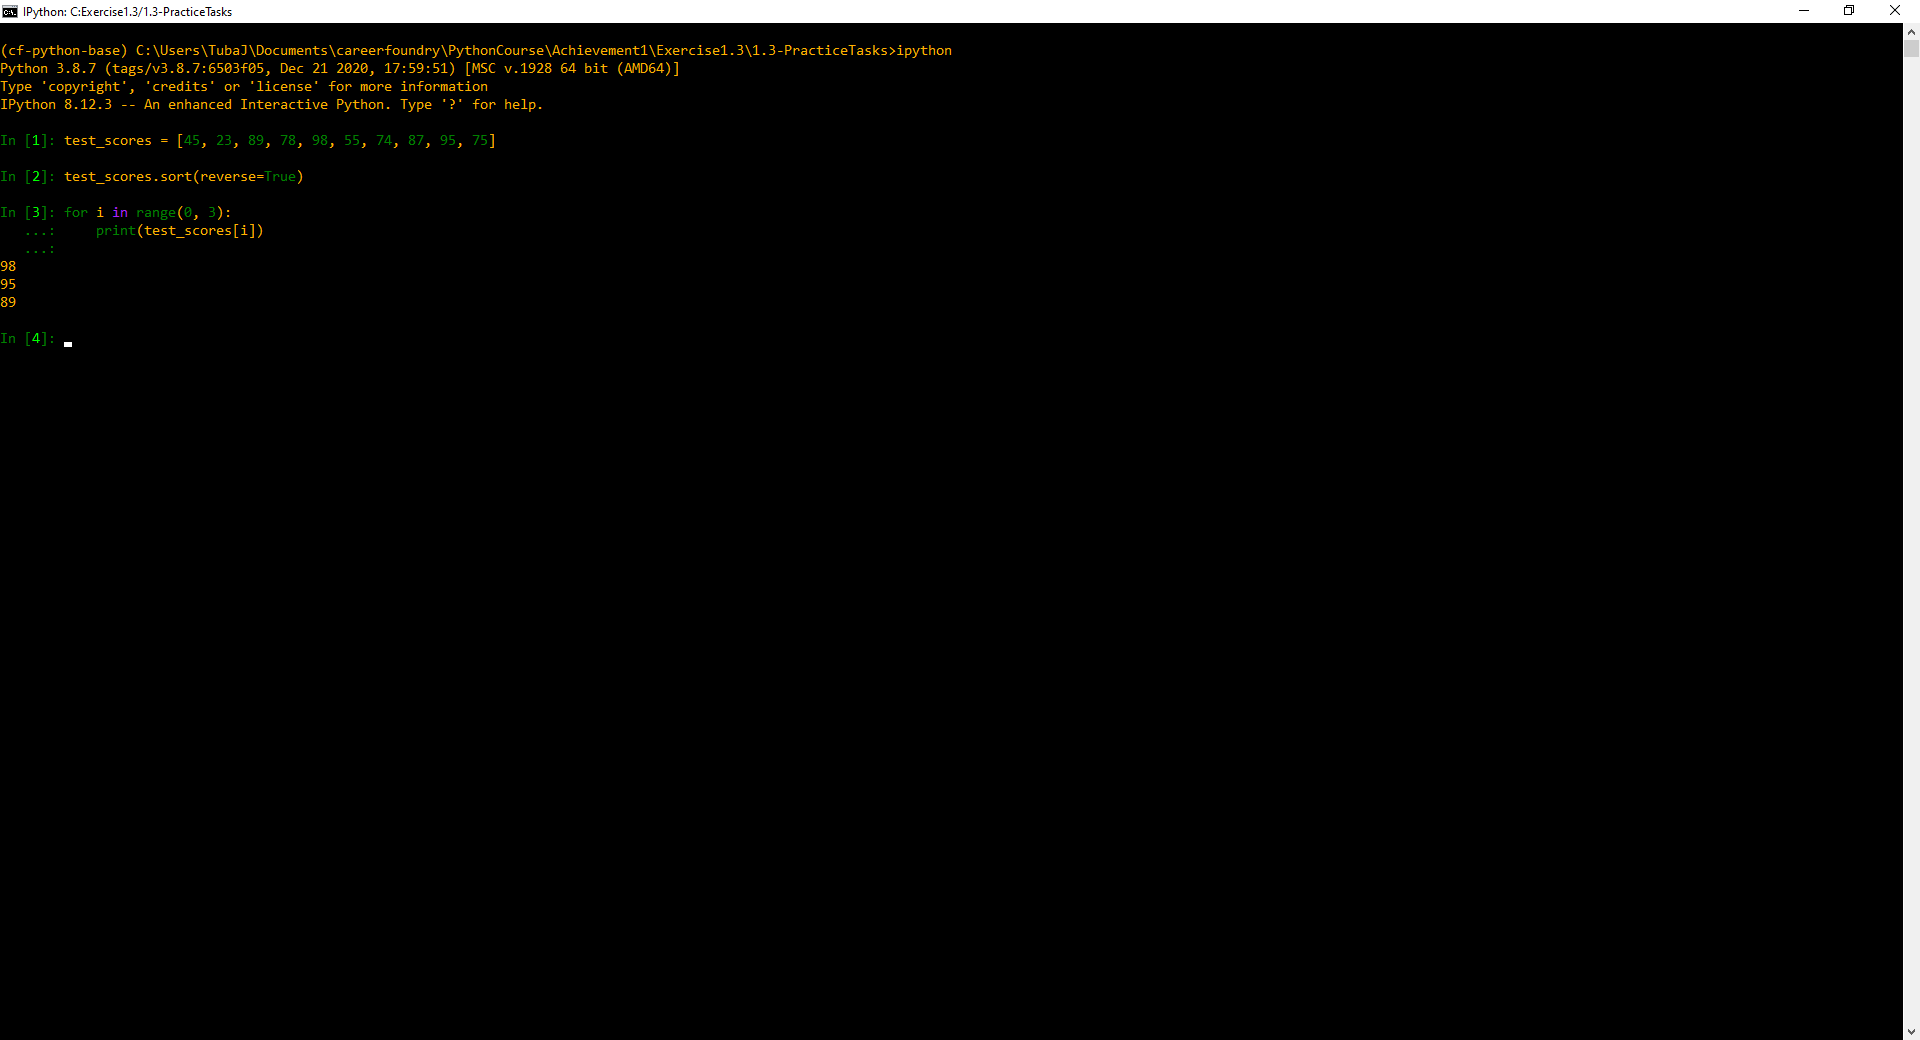 IPython: C:Exercise1.3/1.3-PracticeTasks
(cf-python-base) C:\Users\TubaJ\Documents\careerfoundry\PythonCourse\Achievement1\Exercise1.3\1.3-PracticeTasks>ipython
Python 3.8.7 (tags/v3.8.7:6503f05, Dec 21 2020, 17:59:51) [MSC v.1928 64 bit (AMD64)]
Type 'copyright', 'credits' or 'license' for more information
IPython 8.12.3 -- An enhanced Interactive Python. Type '?' for help.
In [1]: test_scores = [45, 23, 89, 78, 98, 55, 74, 87, 95, 75]
In [2]: test_scores.sort(reverse=True)
In [3]: for i in range(0, 3):
   ...:     print(test_scores[i])
   ...:
98
95
89
In [4]: